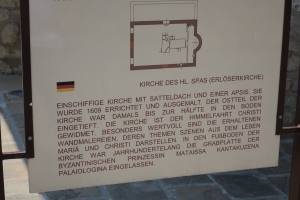 KIRCHE DES HL. SPAS (ERLÖSERKIRCHE)
EINSCHIFFIGE KIRCHE MIT SATTELDACH UND EINER APSIS. SIE
WURDE 1609 ERRICHTET UND AUSGEMALT. DER OSTTEIL DER
KIRCHE WAR DAMALS BIS ZUR HÄLFTE IN DEN BODEN
EINGETIEFT. DIE KIRCHE IST DER HIMMELFAHRT CHRISTI
GEWIDMET. BESONDERS WERTVOLL SIND DIE ERHALTENEN
WANDMALEREIEN, DEREN THEMEN SZENEN AUS DEM LEBEN
MARIÄ UND CHRISTI DARSTELLEN. IN DEN FUßBODEN DER
KIRCHE WAR JAHRHUNDERTELANG DIE GRABPLATTE DER
BYZANTINISCHEN PRINZESSIN MATAISSA KANTAKUZENA
PALAIOLOGINA EINGELASSEN.